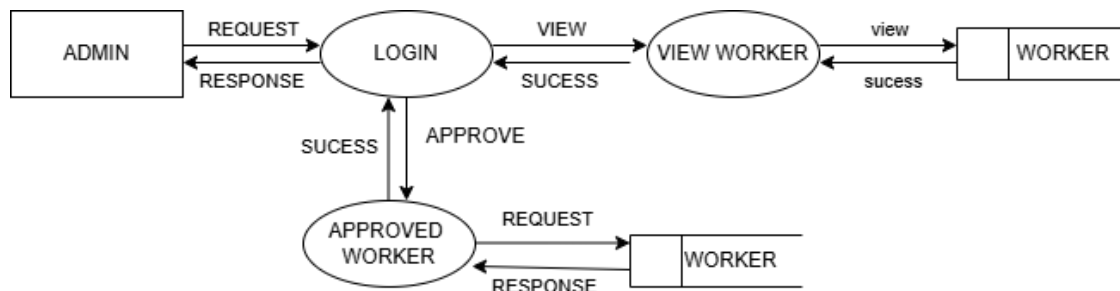 REQUEST
VIEW
view
ADMIN
LOGIN
VIEW WORKER
WORKER
RESPONSE
SUCESS
sucess
SUCESS
APPROVE
APPROVED
WORKER
REQUEST
WORKER
RESPONSE